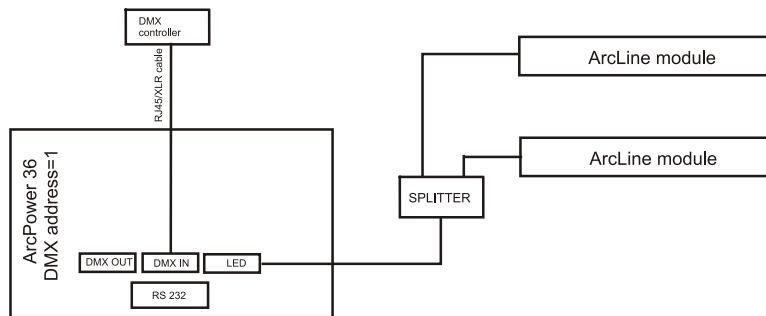 DMX
controller
RJ45/XLR cable
ArcLine module
ArcLine module
SPLITTER
ArcPower 36
DMX address=1
DMX OUT
DMX IN
LED
RS 232